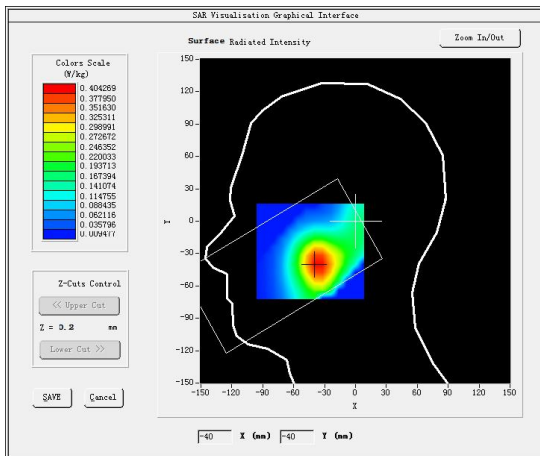 SAR Visualisation Graphical Interface
Surface Radiated Intensity
Zoom In/Out
Colors Scale
(W/kg)
0.404269
0.377950
0.351630
0.325311
0.298991
0.272672
0.246352
0.220033
0.193713
0.167394
0.141074
0.114755
0.088435
0.062116
0.035796
0.009477
Z-Cuts Control
<< Upper Cut
Z = 3.2 mm
Lower Cut >>
SAVE
Cancel
150
120
90
60
30
0
-30
-60
-90
-120
-150
Y
-150 -120 -90 -60 -30 0 30 60 90 120 150
X
-40 X (mm) -40 Y (mm)